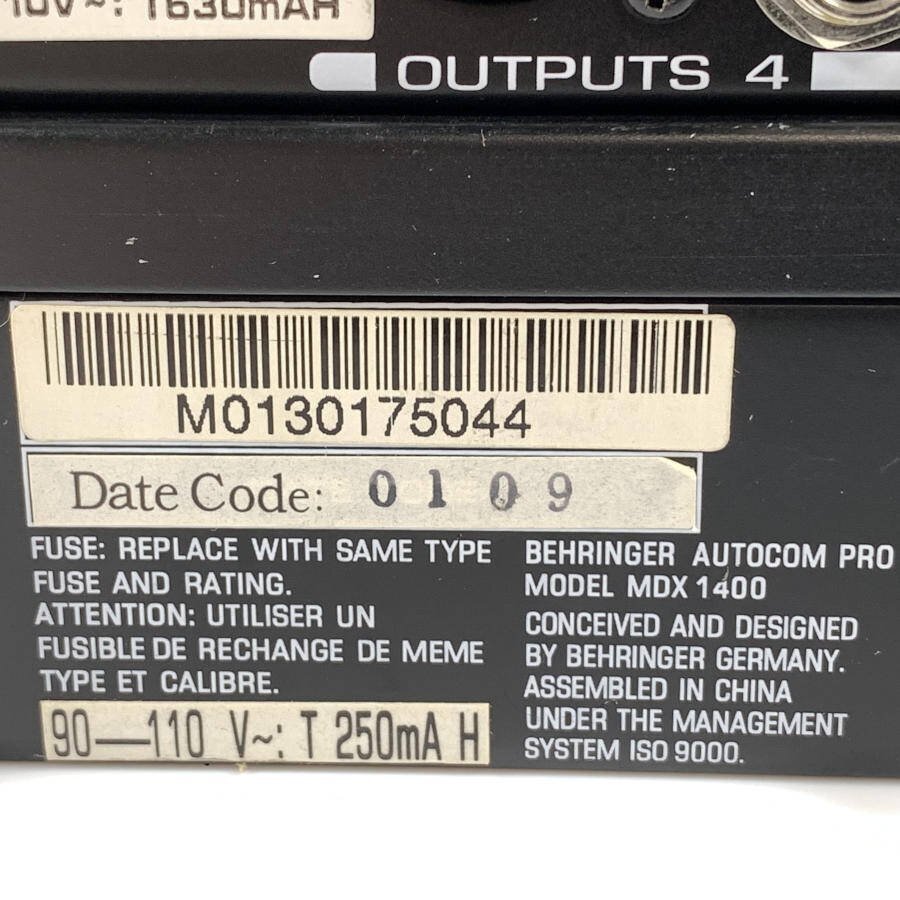 10V~: T630mAH
OUTPUTS 4
M0130175044
Date Code: 0109
FUSE: REPLACE WITH SAME TYPE
FUSE AND RATING.
ATTENTION: UTILISER UN
FUSIBLE DE RECHANGE DE MEME
TYPE ET CALIBRE.
90—110 V~: T 250mA H
BEHRINGER AUTOCOM PRO
MODEL MDX 1400
CONCEIVED AND DESIGNED
BY BEHRINGER GERMANY.
ASSEMBLED IN CHINA
UNDER THE MANAGEMENT
SYSTEM ISO 9000.